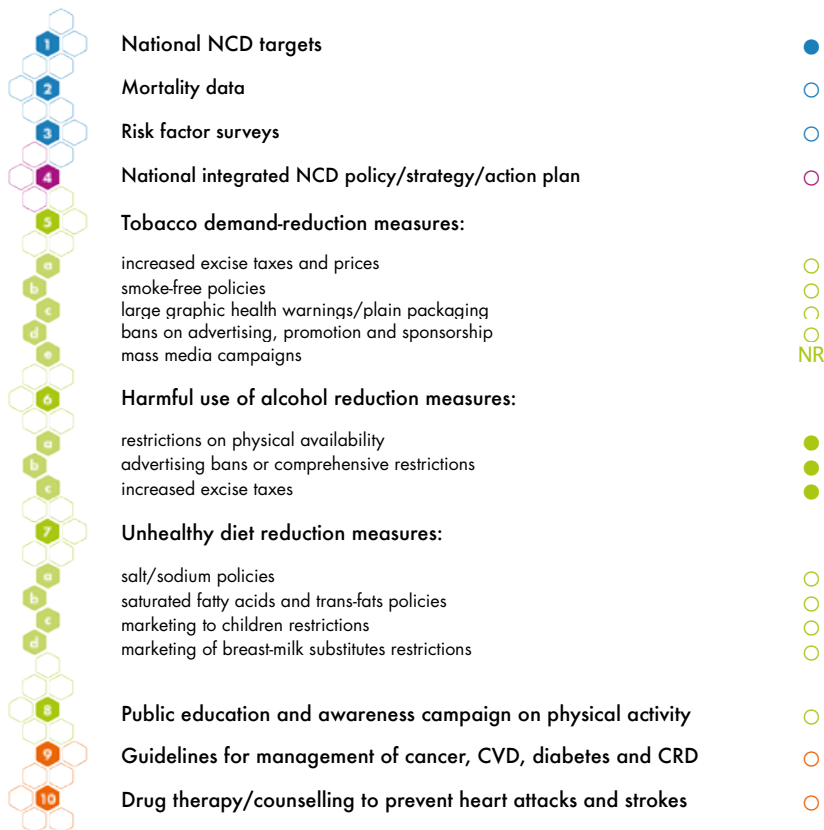 1 National NCD targets
2 Mortality data
3 Risk factor surveys
4 National integrated NCD policy/strategy/action plan
5 Tobacco demand-reduction measures:
a increased excise taxes and prices
b smoke-free policies
c large graphic health warnings/plain packaging
d bans on advertising, promotion and sponsorship
e mass media campaigns NR
6 Harmful use of alcohol reduction measures:
a restrictions on physical availability
b advertising bans or comprehensive restrictions
c increased excise taxes
7 Unhealthy diet reduction measures:
a salt/sodium policies
b saturated fatty acids and trans-fats policies
c marketing to children restrictions
d marketing of breast-milk substitutes restrictions
8 Public education and awareness campaign on physical activity
9 Guidelines for management of cancer, CVD, diabetes and CRD
10 Drug therapy/counselling to prevent heart attacks and strokes